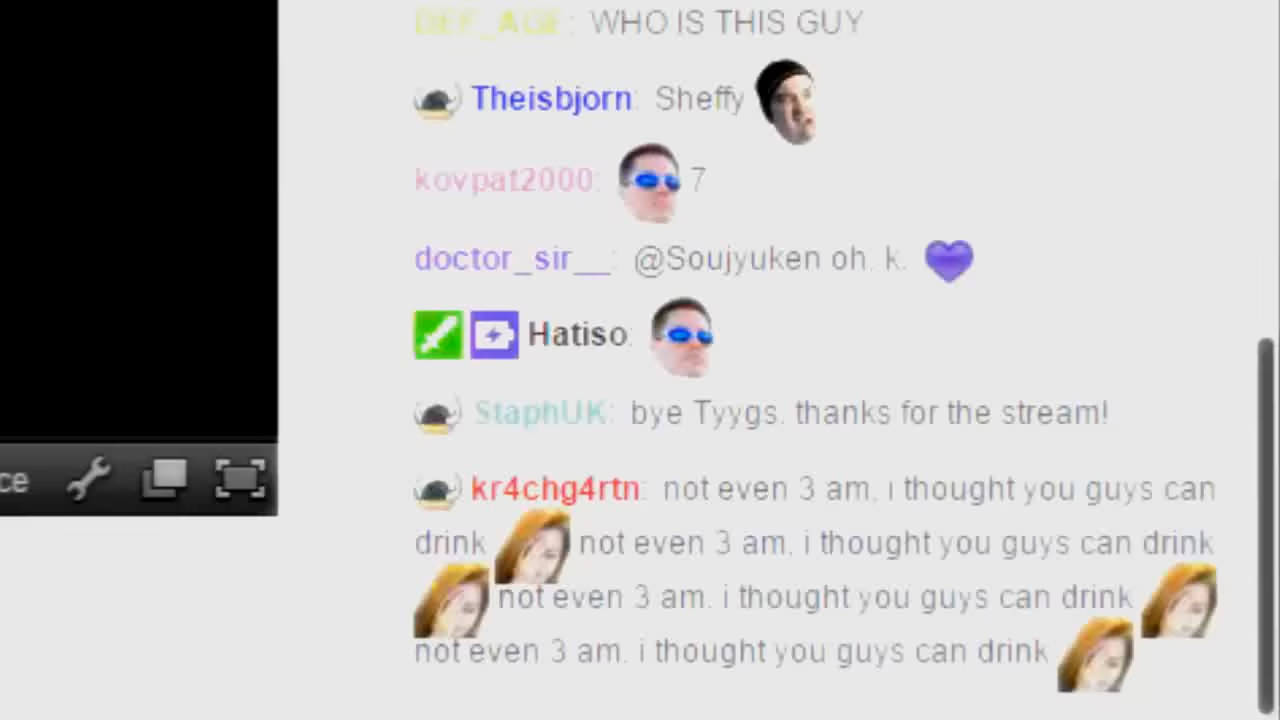 DEF_AGE: WHO IS THIS GUY
Theisbjorn: Sheffy
kovpat2000: 7
doctor_sir__: @Soujyuken oh. k.
Hatiso:
StaphUK: bye Tyygs. thanks for the stream!
ce
kr4chg4rtn: not even 3 am. i thought you guys can
drink not even 3 am. i thought you guys can drink
not even 3 am. i thought you guys can drink
not even 3 am. i thought you guys can drink